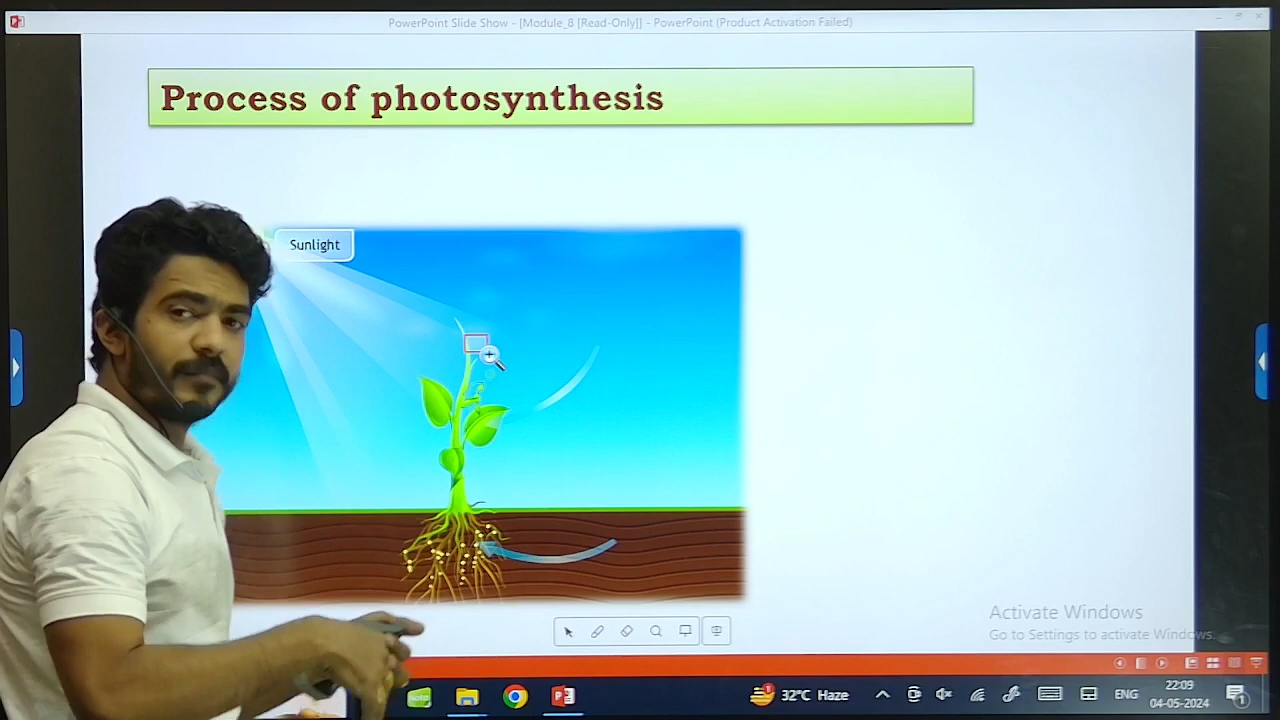 PowerPoint Slide Show - [Module_8 [Read-Only]] - PowerPoint (Product Activation Failed)
Process of photosynthesis
Sunlight
Activate Windows
Go to Settings to activate Windows.
32°C Haze
ENG
22:09
04-05-2024